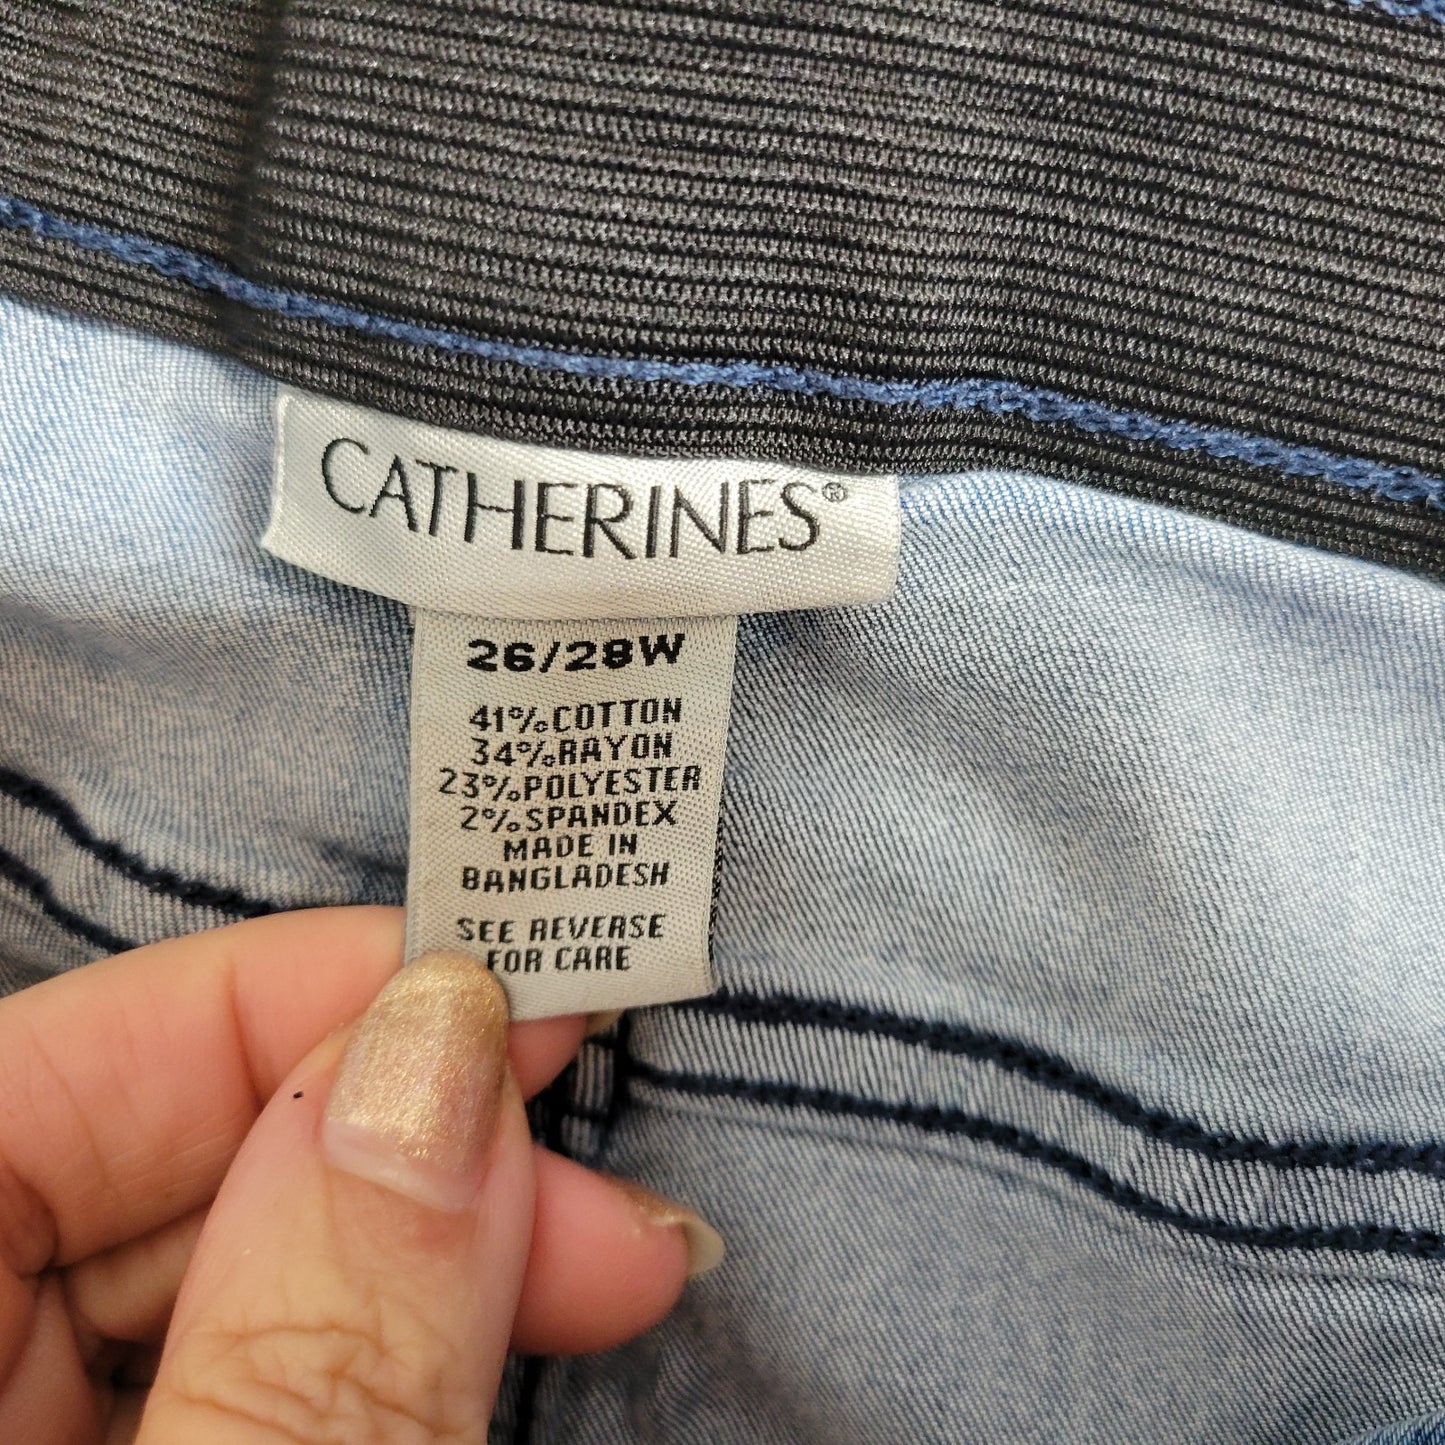 CATHERINES®
26/28W
41%COTTON
34%RAYON
23%POLYESTER
2%SPANDEX
MADE IN
BANGLADESH
SEE REVERSE
FOR CARE